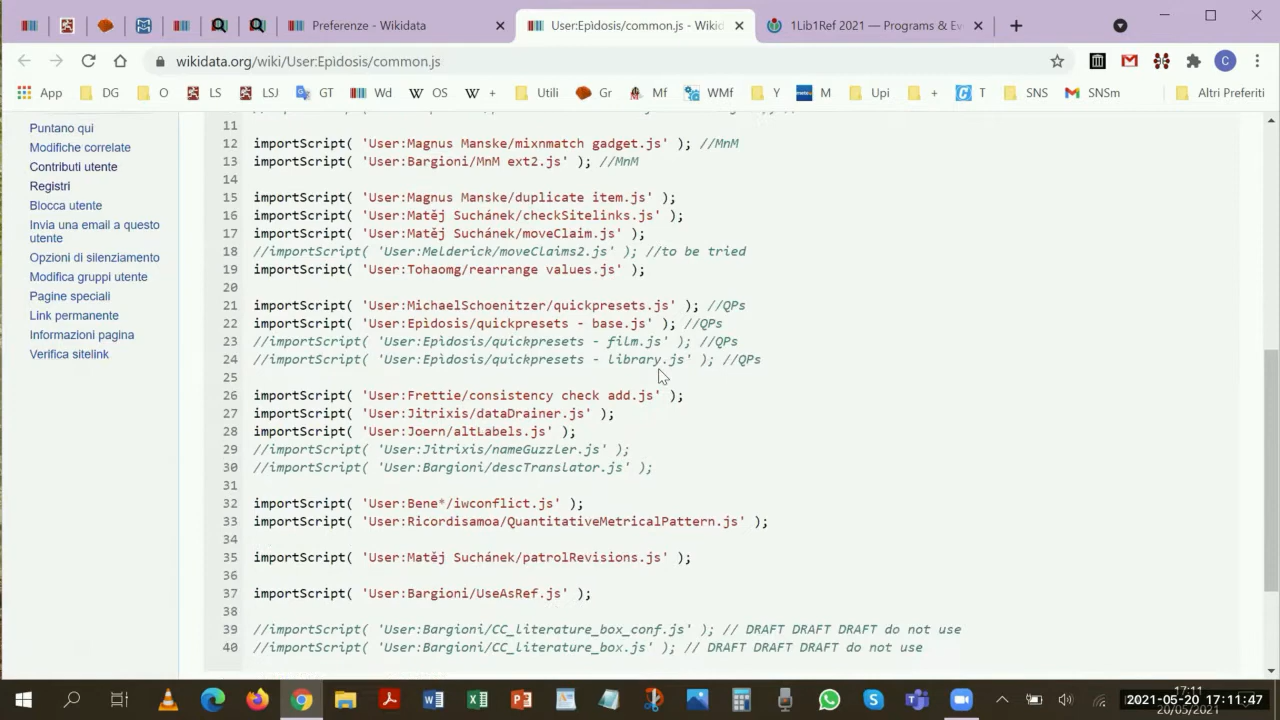 Preferenze - Wikidata
User:Epìdosis/common.js - Wikid
1Lib1Ref 2021 — Programs & Ev
wikidata.org/wiki/User:Epìdosis/common.js
C
App DG O LS LSJ GT Wd OS + Utili Gr Mf WMf Y M Upi + T SNS SNSm Altri Preferiti
Puntano qui
Modifiche correlate
Contributi utente
Registri
Blocca utente
Invia una email a questo
utente
Opzioni di silenziamento
Modifica gruppi utente
Pagine speciali
Link permanente
Informazioni pagina
Verifica sitelink
11
12 importScript( 'User:Magnus Manske/mixnmatch gadget.js' ); //MnM
13 importScript( 'User:Bargioni/MnM ext2.js' ); //MnM
14
15 importScript( 'User:Magnus Manske/duplicate item.js' );
16 importScript( 'User:Matěj Suchánek/checkSitelinks.js' );
17 importScript( 'User:Matěj Suchánek/moveClaim.js' );
18 //importScript( 'User:Melderick/moveClaims2.js' ); //to be tried
19 importScript( 'User:Tohaomg/rearrange values.js' );
20
21 importScript( 'User:MichaelSchoenitzer/quickpresets.js' ); //QPs
22 importScript( 'User:Epìdosis/quickpresets - base.js' ); //QPs
23 //importScript( 'User:Epìdosis/quickpresets - film.js' ); //QPs
24 //importScript( 'User:Epìdosis/quickpresets - library.js' ); //QPs
25
26 importScript( 'User:Frettie/consistency check add.js' );
27 importScript( 'User:Jitrixis/dataDrainer.js' );
28 importScript( 'User:Joern/altLabels.js' );
29 //importScript( 'User:Jitrixis/nameGuzzler.js' );
30 //importScript( 'User:Bargioni/descTranslator.js' );
31
32 importScript( 'User:Bene*/iwconflict.js' );
33 importScript( 'User:Ricordisamoa/QuantitativeMetricalPattern.js' );
34
35 importScript( 'User:Matěj Suchánek/patrolRevisions.js' );
36
37 importScript( 'User:Bargioni/UseAsRef.js' );
38
39 //importScript( 'User:Bargioni/CC_literature_box_conf.js' ); // DRAFT DRAFT DRAFT do not use
40 //importScript( 'User:Bargioni/CC_literature_box.js' ); // DRAFT DRAFT DRAFT do not use
17:11
2021-05-20 17:11:47
20/05/2021